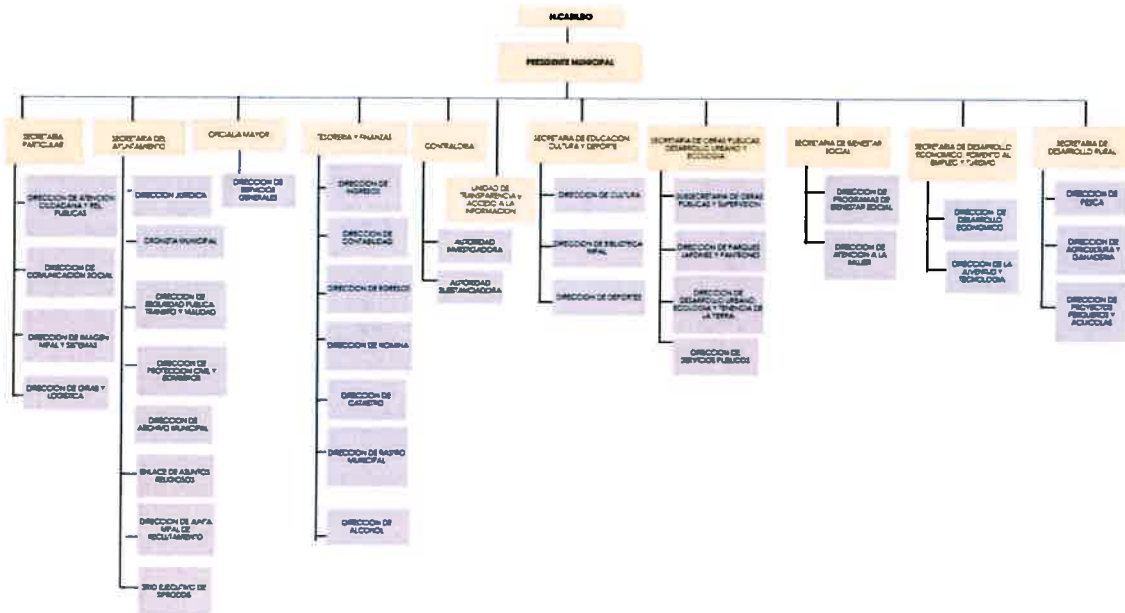 H.CABILDO
PRESIDENTE MUNICIPAL
SECRETARIA
PARTICULAR
DIRECCION DE ATENCION
CIUDADANA Y REL
PUBLICAS
DIRECCION DE
COMUNICACIÓN SOCIAL
DIRECCION DE IMAGEN
MPAL Y SISTEMAS
DIRECCION DE GIRAS Y
LOGISTICA
SECRETARIA DEL
AYUNTAMIENTO
DIRECCION JURIDICA
CRONISTA MUNICIPAL
DIRECCION DE
SEGURIDAD PUBLICA
TRANSITO Y VIALIDAD
DIRECCION DE
PROTECCION CIVIL Y
BOMBEROS
DIRECCION DE
ARCHIVO MUNICIPAL
ENLACE DE ASUNTOS
RELIGIOSOS
DIRECCION DE JUNTA
MPAL DE
RECLUTAMIENTO
SRIO EJECUTIVO DE
OFICIALA MAYOR
DIRECCION DE
SERVICIOS
GENERALES
TESORERIA Y FINANZAS
DIRECCION DE
INGRESOS
DIRECCION DE
CONTABILIDAD
DIRECCION DE EGRESOS
DIRECCION DE NOMINA
DIRECCION DE
CATASTRO
DIRECCION DE RASTRO
MUNICIPAL
DIRECCION DE
ALCOHOL
CONTRALORIA
AUTORIDAD
INVESTIGADORA
AUTORIDAD
SUBSTANCIADORA
UNIDAD DE
TRANSPARENCIA Y
ACCESO A LA
INFORMACION
SECRETARIA DE EDUCACIÓN
CULTURA Y DEPORTE
DIRECCION DE CULTURA
DIRECCION DE BIBLIOTECA
MPAL
DIRECCION DE DEPORTES
SECRETARIA DE OBRAS PUBLICAS
DESARROLLO URBANO Y
ECOLOGIA
SUBSECRETARIA DE OBRAS
PUBLICAS Y SUPERVISION
DIRECCION DE PARQUES
JARDINES Y PANTEONES
DIRECCION DE
DESARROLLO URBANO,
ECOLOGIA Y TENENCIA DE
LA TIERRA
DIRECCION DE
SERVICIOS PUBLICOS
SECRETARIA DE BIENESTAR
SOCIAL
DIRECCION DE
PROGRAMAS DE
BIENESTAR SOCIAL
DIRECCION DE
ATENCION A LA
MUJER
SECRETARIA DE DESARROLLO
ECONOMICO, FOMENTO AL
EMPLEO Y TURISMO
DIRECCION DE
DESARROLLO
ECONOMICO
DIRECCION DE LA
JUVENTUD Y
TECNOLOGIA
SECRETARIA DE
DESARROLLO RURAL
DIRECCION DE
PESCA
DIRECCION DE
AGRICULTURA Y
GANADERIA
DIRECCION DE
PROYECTOS
PESQUEROS Y
ACUICOLAS